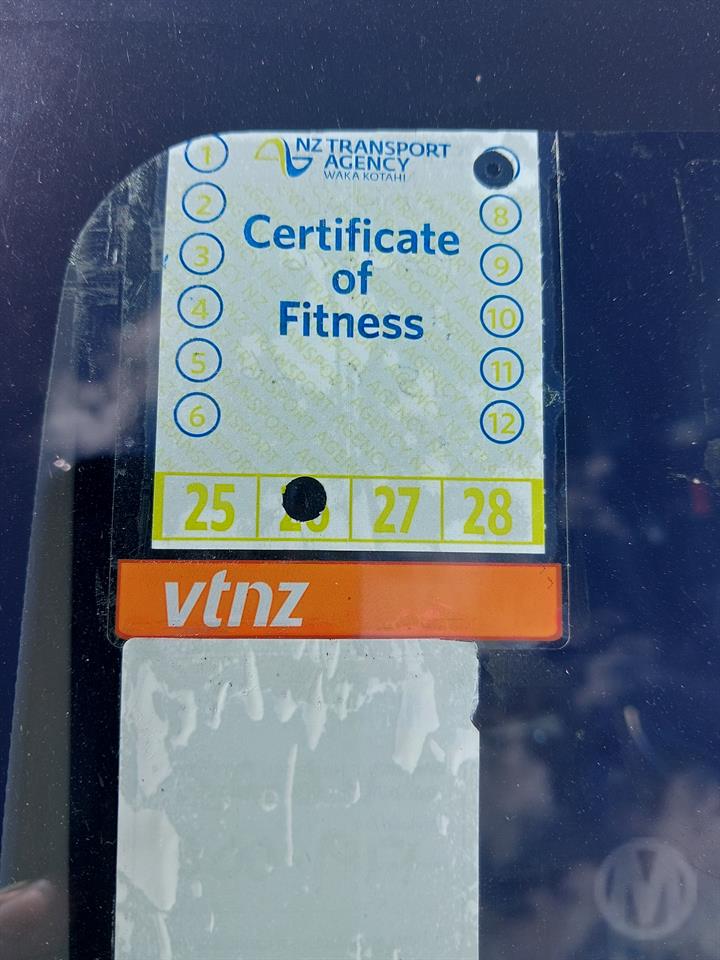 NZ TRANSPORT
AGENCY
WAKA KOTAHI
Certificate
of
Fitness
1
2
3
4
5
6
8
9
10
11
12
25 27 28
vtnz
M